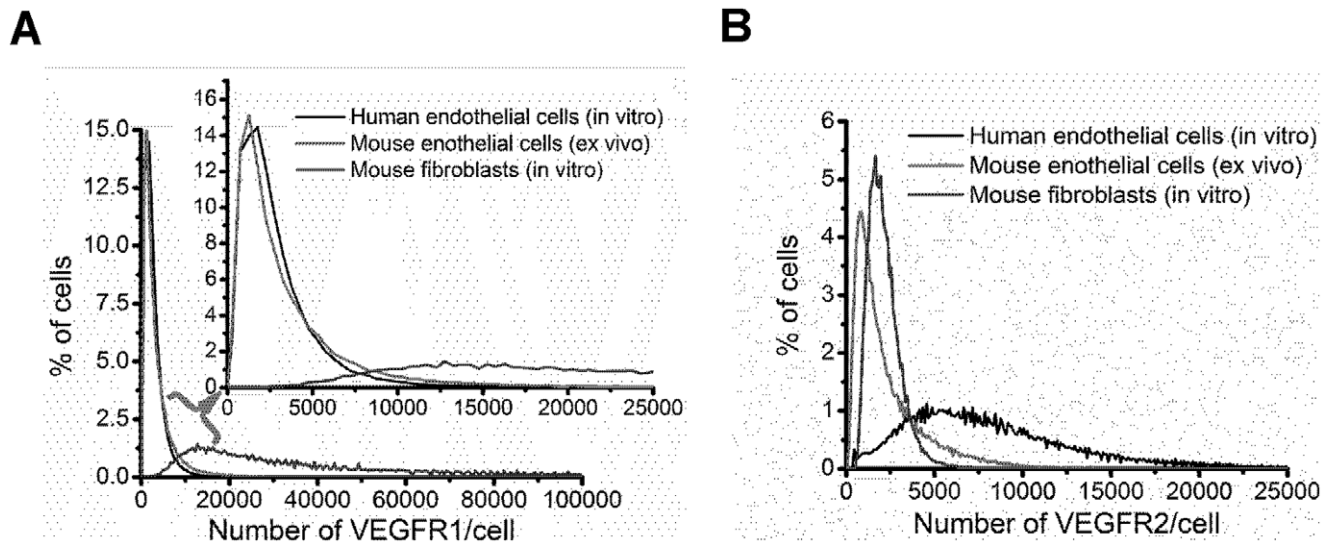 A
16
14
12
10
8
6
4
2
0
Human endothelial cells (in vitro)
Mouse enothelial cells (ex vivo)
Mouse fibroblasts (in vitro)
0 5000 10000 15000 20000 25000
15.0
12.5
10.0
7.5
5.0
2.5
0.0
% of cells
0 20000 40000 60000 80000 100000
Number of VEGFR1/cell
B
6
5
4
3
2
1
0
% of cells
Human endothelial cells (in vitro)
Mouse enothelial cells (ex vivo)
Mouse fibroblasts (in vitro)
0 5000 10000 15000 20000 25000
Number of VEGFR2/cell